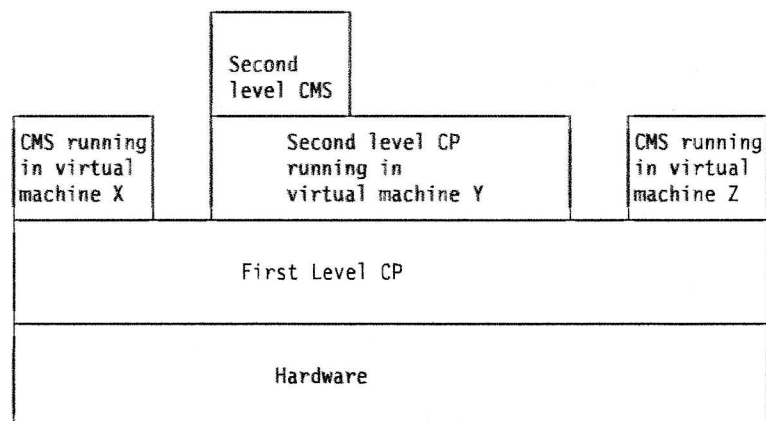 Second
level CMS
CMS running
in virtual
machine X
Second level CP
running in
virtual machine Y
CMS running
in virtual
machine Z
First Level CP
Hardware